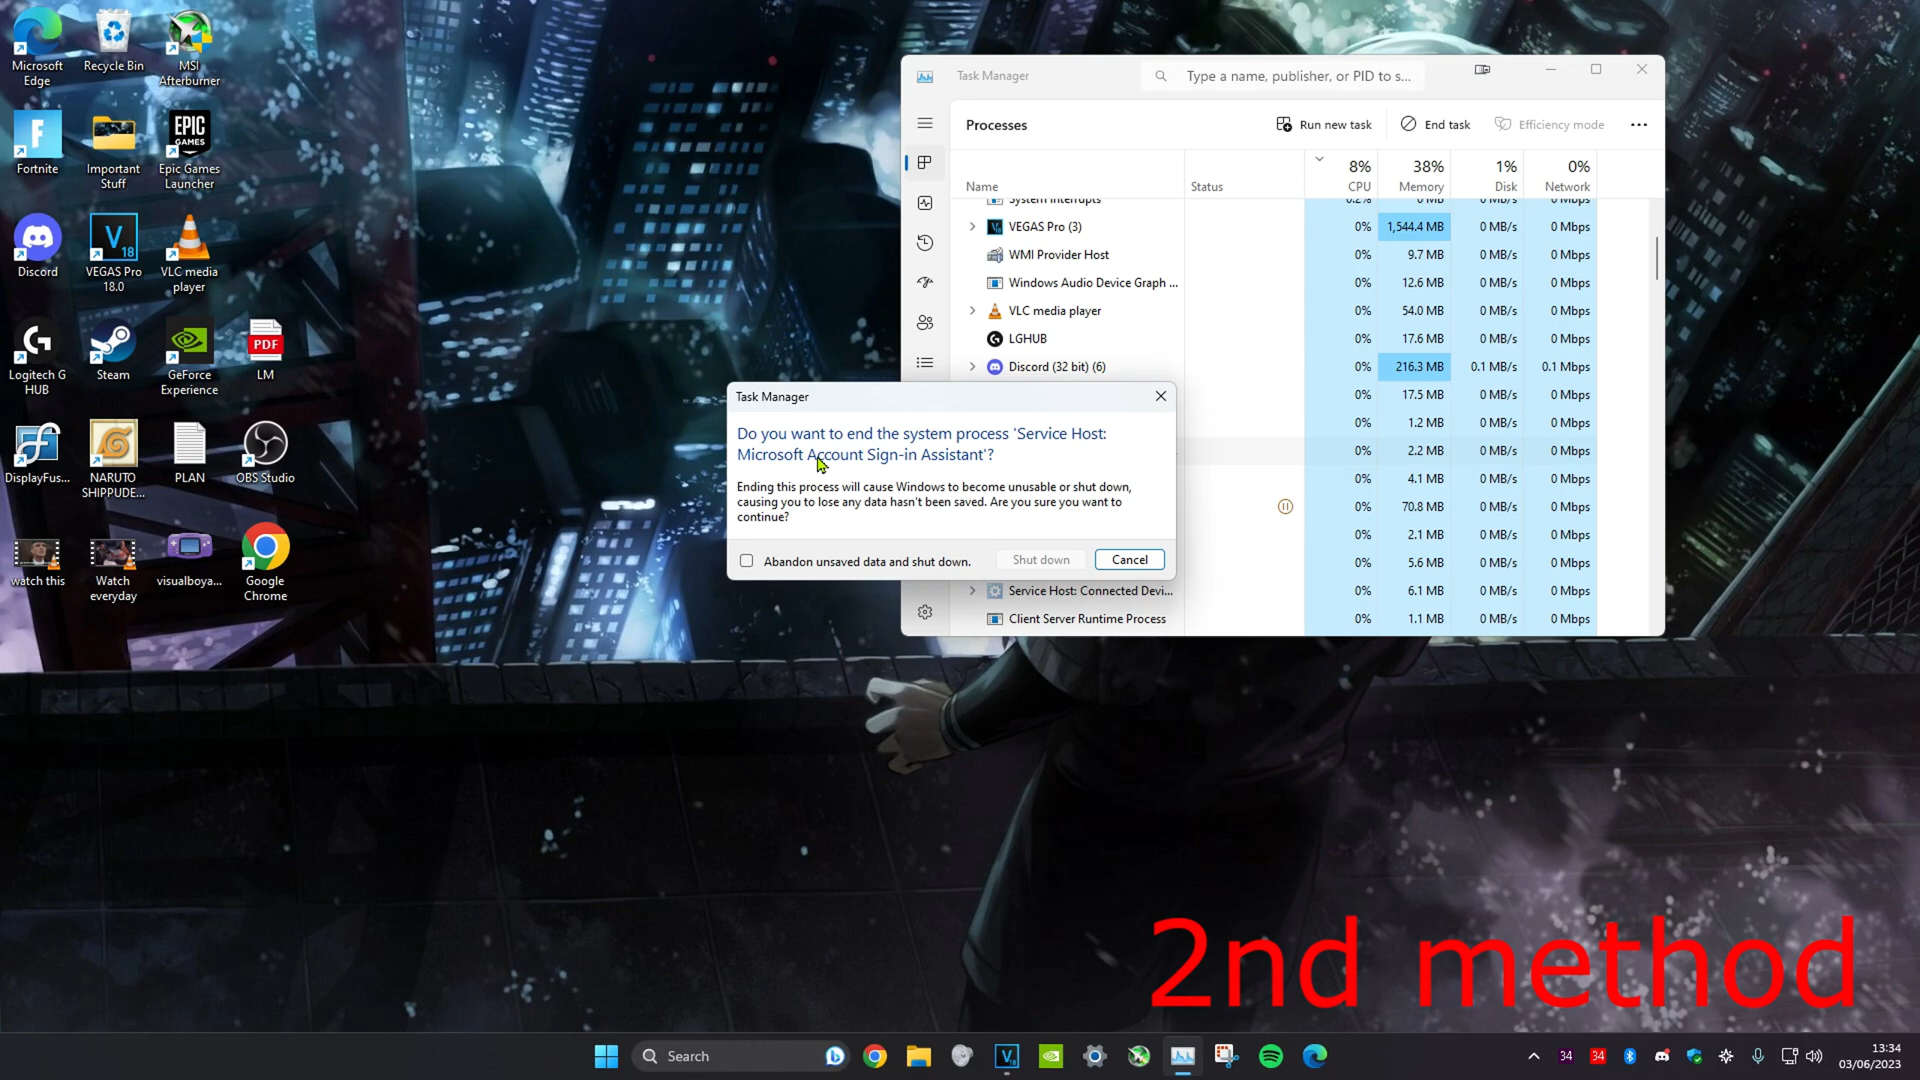 Microsoft
Edge
Recycle Bin
MSI
Afterburner
Fortnite
Important
Stuff
EPIC
GAMES
Epic Games
Launcher
Discord
V
18
VEGAS Pro
18.0
VLC media
player
Logitech G
HUB
Steam
GeForce
Experience
PDF
LM
DisplayFus...
NARUTO
SHIPPUDE...
PLAN
OBS Studio
watch this
Watch
everyday
visualboya...
Google
Chrome
Task Manager
Type a name, publisher, or PID to s...
Processes
Run new task
End task
Efficiency mode
Name
Status
8%
CPU
38%
Memory
1%
Disk
0%
Network
System interrupts 0.2% 0 MB 0 MB/s 0 Mbps
VEGAS Pro (3) 0% 1,544.4 MB 0 MB/s 0 Mbps
WMI Provider Host 0% 9.7 MB 0 MB/s 0 Mbps
Windows Audio Device Graph ... 0% 12.6 MB 0 MB/s 0 Mbps
VLC media player 0% 54.0 MB 0 MB/s 0 Mbps
LGHUB 0% 17.6 MB 0 MB/s 0 Mbps
Discord (32 bit) (6) 0% 216.3 MB 0.1 MB/s 0.1 Mbps
0% 17.5 MB 0 MB/s 0 Mbps
0% 1.2 MB 0 MB/s 0 Mbps
0% 2.2 MB 0 MB/s 0 Mbps
0% 4.1 MB 0 MB/s 0 Mbps
0% 70.8 MB 0 MB/s 0 Mbps
0% 2.1 MB 0 MB/s 0 Mbps
0% 5.6 MB 0 MB/s 0 Mbps
Service Host: Connected Devi... 0% 6.1 MB 0 MB/s 0 Mbps
Client Server Runtime Process 0% 1.1 MB 0 MB/s 0 Mbps
Task Manager
Do you want to end the system process 'Service Host:
Microsoft Account Sign-in Assistant'?
Ending this process will cause Windows to become unusable or shut down,
causing you to lose any data hasn't been saved. Are you sure you want to
continue?
Abandon unsaved data and shut down.
Shut down
Cancel
2nd method
Search
34
34
13:34
03/06/2023